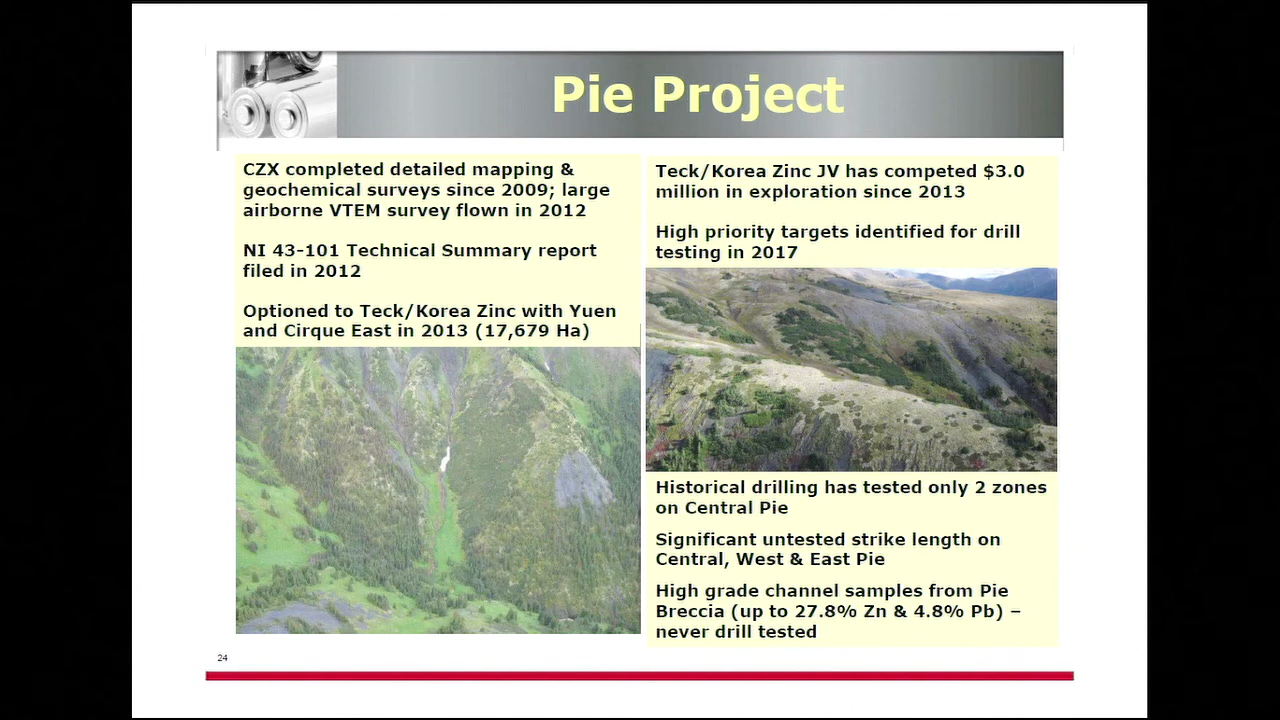 Pie Project
CZX completed detailed mapping &
geochemical surveys since 2009; large
airborne VTEM survey flown in 2012
NI 43-101 Technical Summary report
filed in 2012
Optioned to Teck/Korea Zinc with Yuen
and Cirque East in 2013 (17,679 Ha)
Teck/Korea Zinc JV has competed $3.0
million in exploration since 2013
High priority targets identified for drill
testing in 2017
Historical drilling has tested only 2 zones
on Central Pie
Significant untested strike length on
Central, West & East Pie
High grade channel samples from Pie
Breccia (up to 27.8% Zn & 4.8% Pb) –
never drill tested
24